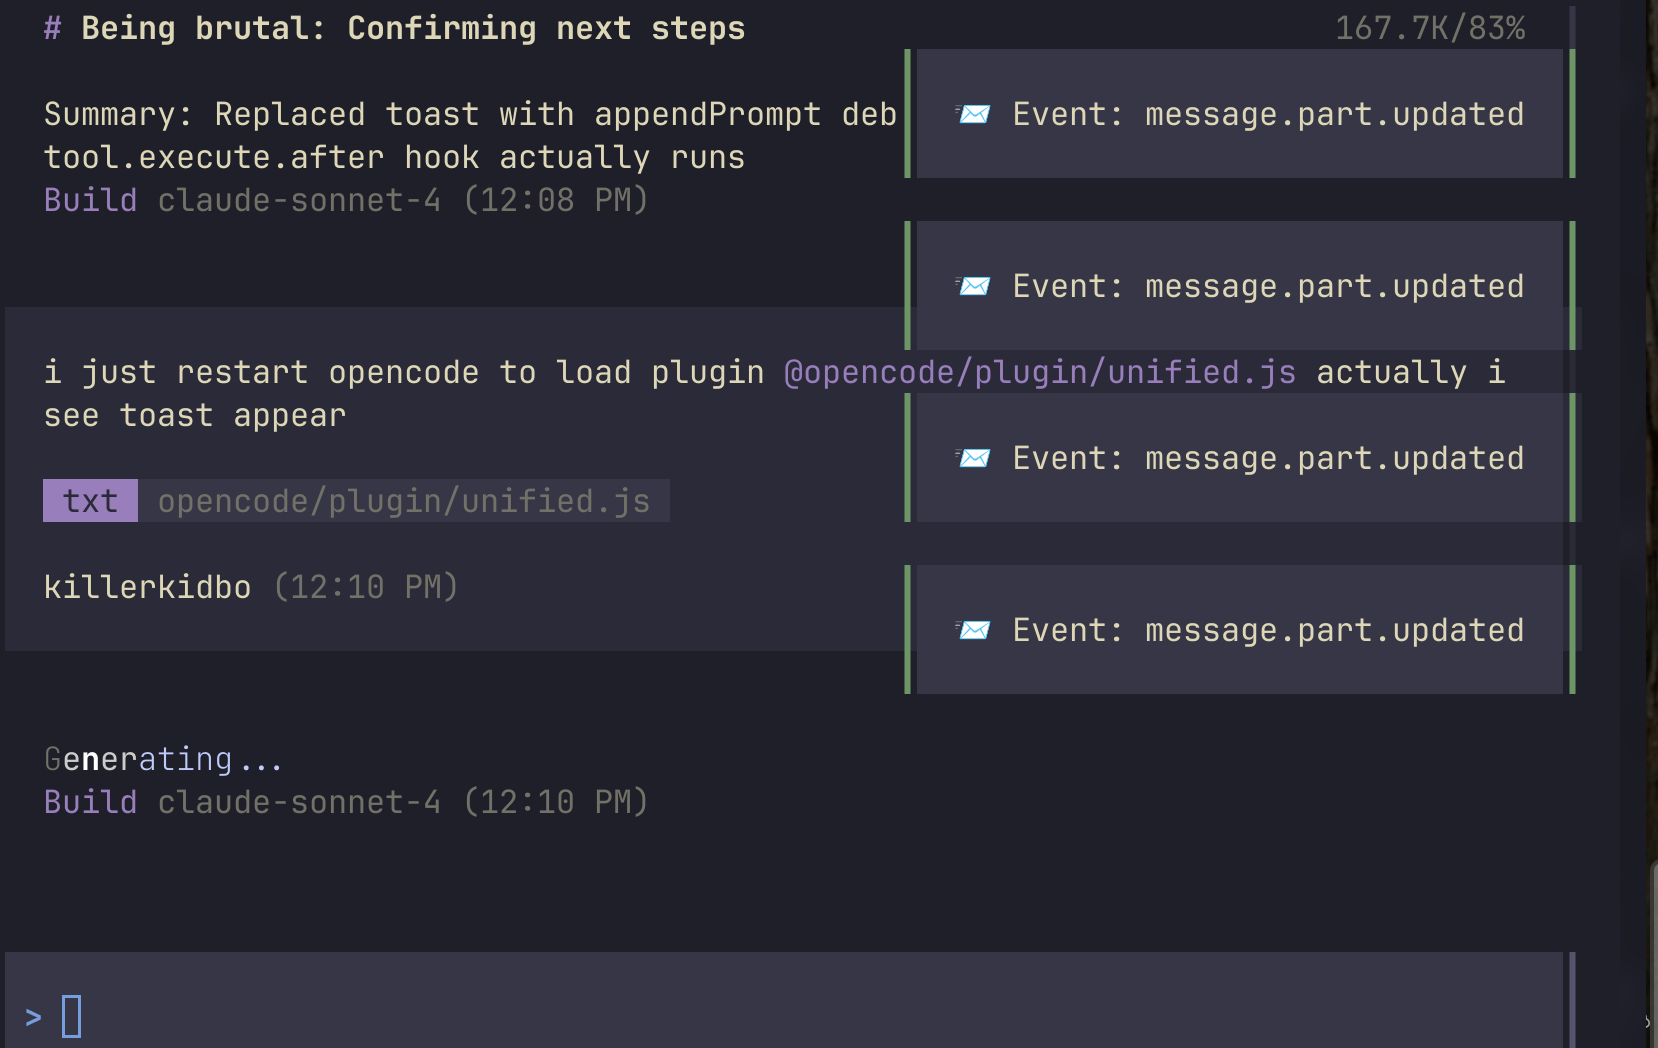 # Being brutal: Confirming next steps 167.7K/83%
Summary: Replaced toast with appendPrompt deb
tool.execute.after hook actually runs
Build claude-sonnet-4 (12:08 PM)
📨 Event: message.part.updated
📨 Event: message.part.updated
i just restart opencode to load plugin @opencode/plugin/unified.js actually i
see toast appear
📨 Event: message.part.updated
txt opencode/plugin/unified.js
killerkidbo (12:10 PM)
📨 Event: message.part.updated
Generating...
Build claude-sonnet-4 (12:10 PM)
>